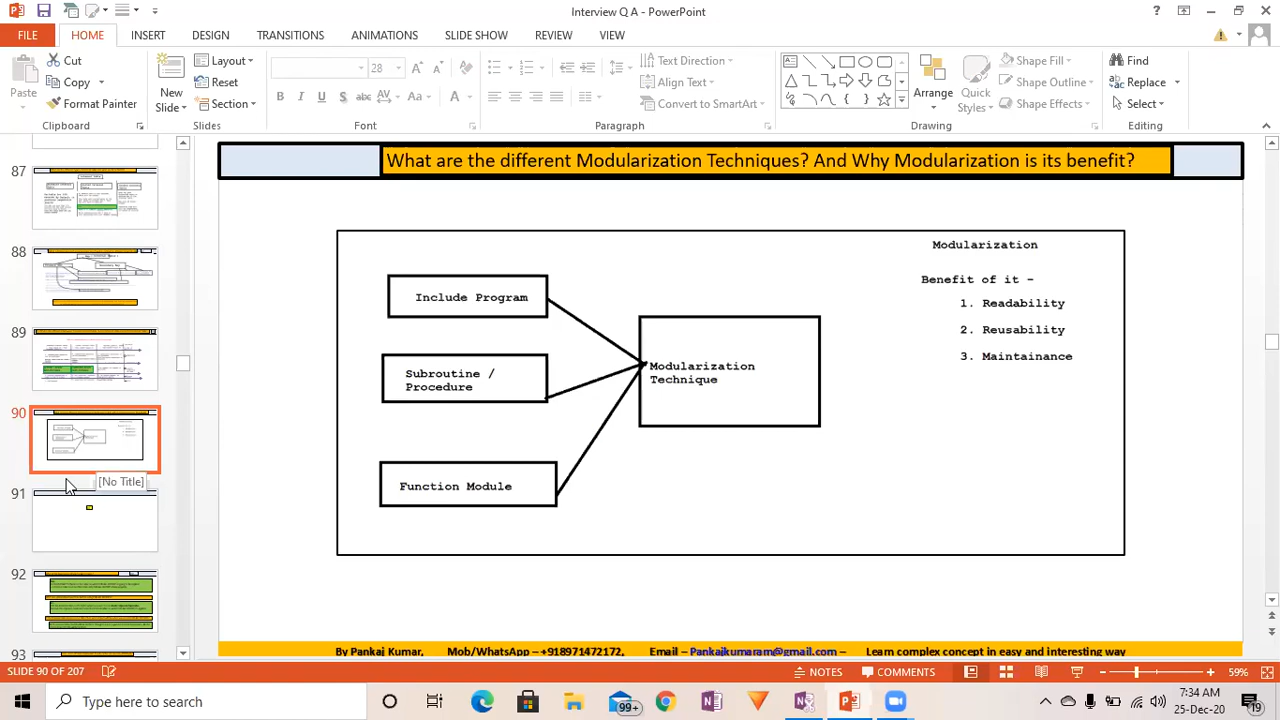 Interview Q A - PowerPoint
FILE
HOME
INSERT
DESIGN
TRANSITIONS
ANIMATIONS
SLIDE SHOW
REVIEW
VIEW
Paste
Cut
Copy
Format Painter
Clipboard
New
Slide
Layout
Reset
Section
Slides
28
B I U S abc AV Aa A
Font
Text Direction
Align Text
Convert to SmartArt
Paragraph
Arrange
Quick
Styles
Shape Fill
Shape Outline
Shape Effects
Drawing
Find
Replace
Select
Editing
87
88
89
90
[No Title]
91
92
93
What are the different Modularization Techniques? And Why Modularization is its benefit?
Include Program
Subroutine /
Procedure
Function Module
Modularization
Technique
Modularization
Benefit of it -
1. Readability
2. Reusability
3. Maintainance
By Pankaj Kumar, Mob/WhatsApp - +918971472172, Email – Pankajkumaram@gmail.com – Learn complex concept in easy and interesting way
SLIDE 90 OF 207
NOTES
COMMENTS
59%
Type here to search
99+
7:34 AM
25-Dec-20
19